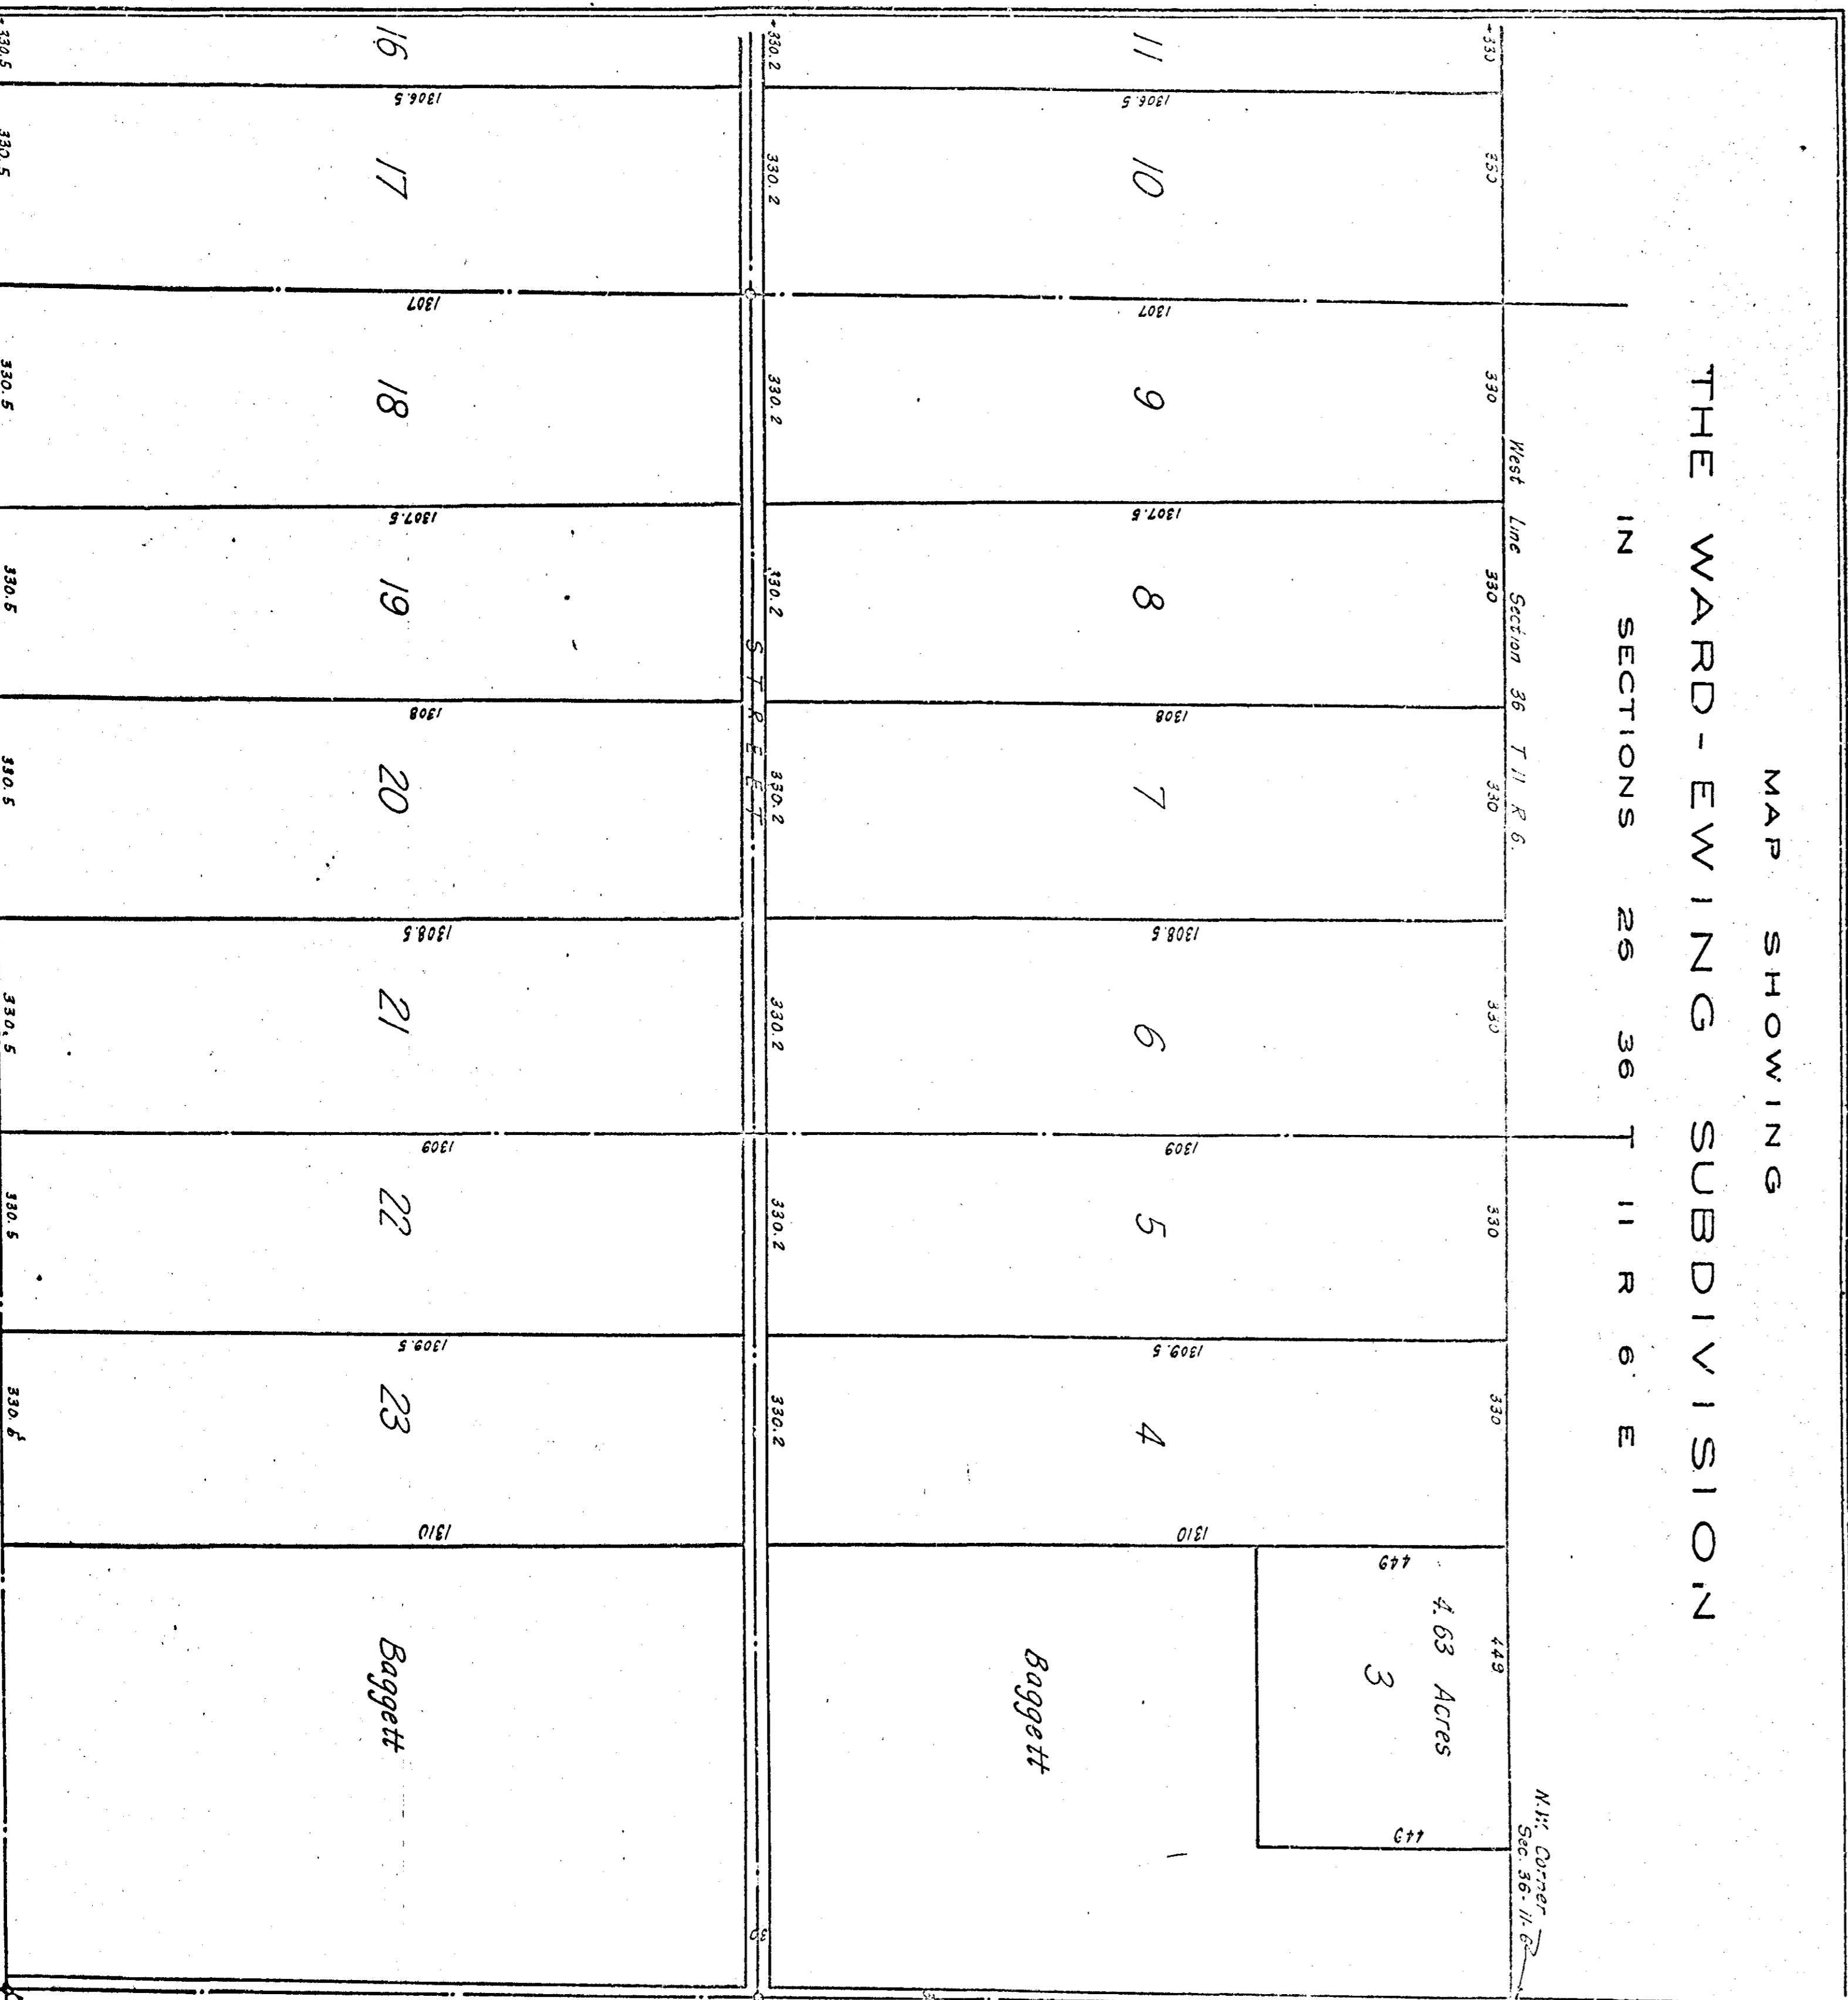 MAP SHOWING
THE WARD-EWING SUBDIVISION
IN SECTIONS 26 36 T 11 R 6 E
N.W. Corner
Sec. 36-11-6
West Line Section 36 T 11 R 6.
330 330 330 330 330 330 330 330 449
4.63 Acres
3
449
449
11 10 9 8 7 6 5 4
1306.5 1307 1307.5 1308 1308.5 1309 1309.5 1310
Baggett
330.2 330.2 330.2 330.2 330.2 330.2 330.2 330.2
STREET
30
16 17 18 19 20 21 22 23
1306.5 1307 1307.5 1308 1308.5 1309 1309.5 1310
Baggett
330.5 330.5 330.5 330.5 330.5 330.5 330.5